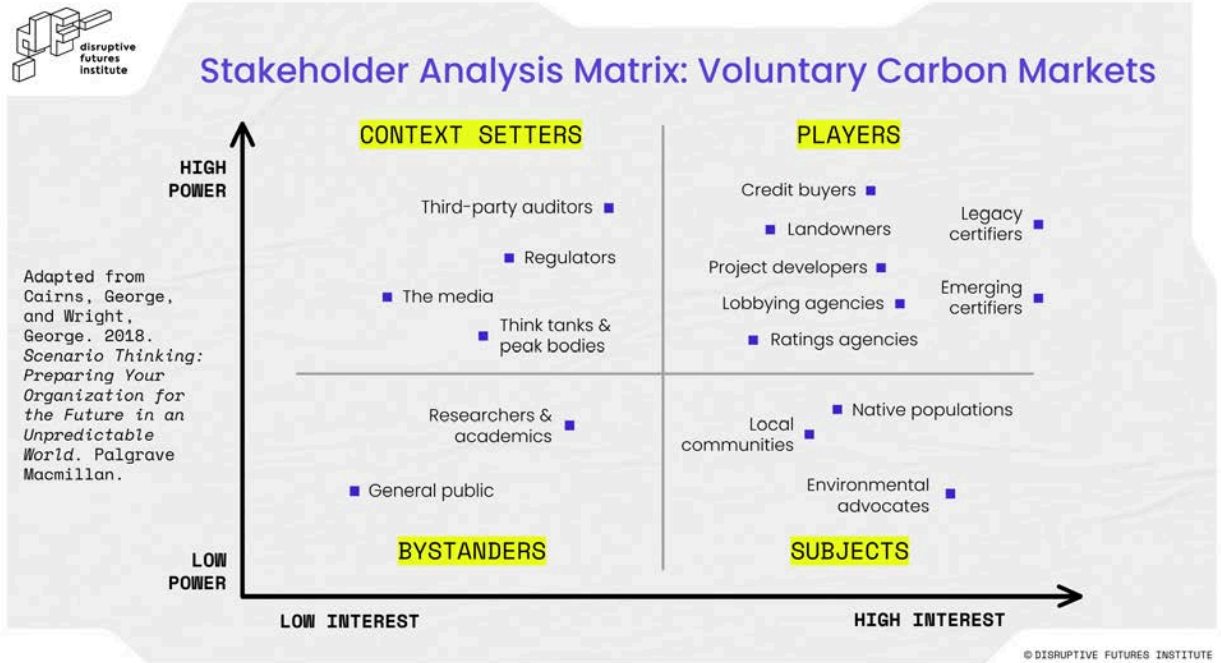 disruptive
futures
institute
Stakeholder Analysis Matrix: Voluntary Carbon Markets
CONTEXT SETTERS
PLAYERS
HIGH
POWER
Third-party auditors
Regulators
The media
Think tanks &
peak bodies
Credit buyers
Landowners
Legacy
certifiers
Project developers
Lobbying agencies
Emerging
certifiers
Ratings agencies
Adapted from
Cairns, George,
and Wright,
George. 2018.
Scenario Thinking:
Preparing Your
Organization for
the Future in an
Unpredictable
World. Palgrave
Macmillan.
Researchers &
academics
General public
Native populations
Local
communities
Environmental
advocates
BYSTANDERS
SUBJECTS
LOW
POWER
LOW INTEREST
HIGH INTEREST
© DISRUPTIVE FUTURES INSTITUTE